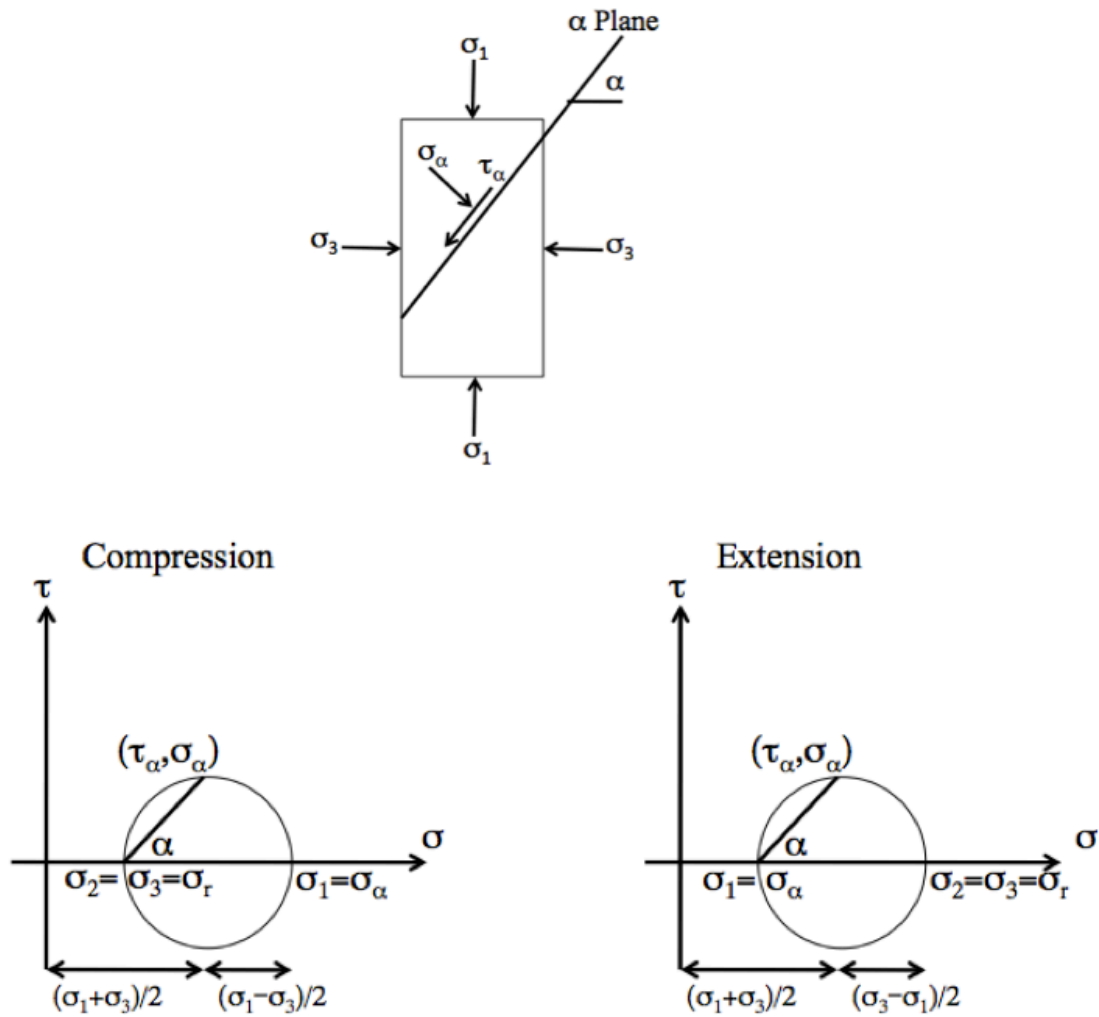 α Plane
σ₁
α
σα
τα
σ₃
σ₃
σ₁
Compression
Extension
τ
τ
(τα,σα)
(τα,σα)
α
σ
α
σ
σ₂= σ₃=σᵣ
σ₁=σα
σ₁= σα
σ₂=σ₃=σᵣ
(σ₁+σ₃)/2
(σ₁−σ₃)/2
(σ₁+σ₃)/2
(σ₃−σ₁)/2